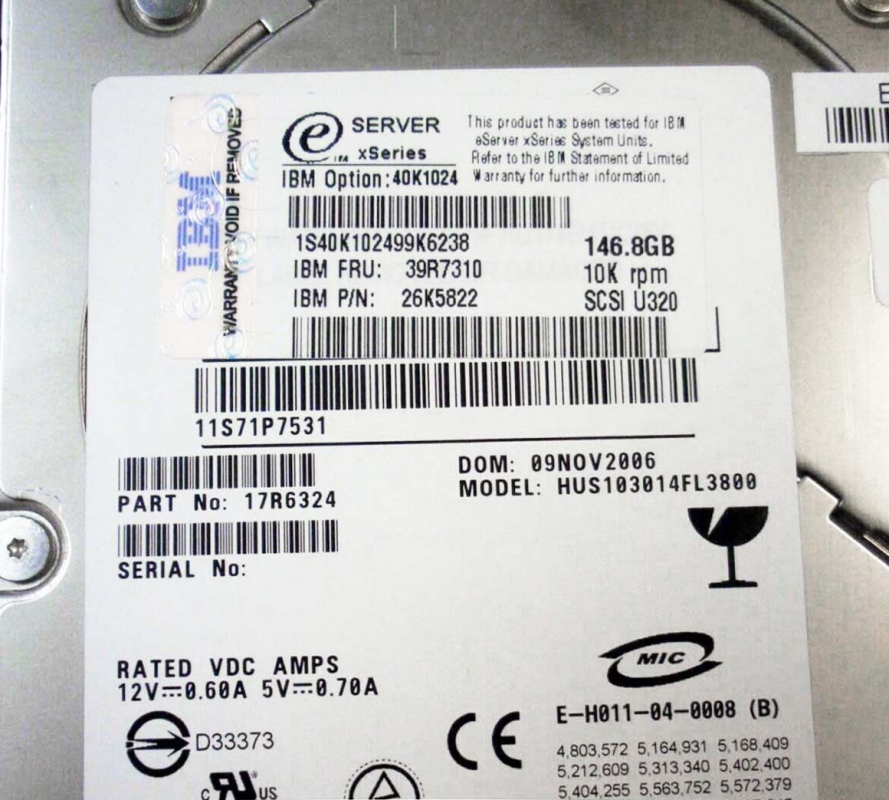 WARRANTY VOID IF REMOVED
IBM
e SERVER
IBM xSeries
IBM Option:40K1024
This product has been tested for IBM
eServer xSeries System Units.
Refer to the IBM Statement of Limited
Warranty for further information.
1S40K102499K6238
IBM FRU: 39R7310
IBM P/N: 26K5822
146.8GB
10K rpm
SCSI U320
11S71P7531
PART No: 17R6324
SERIAL No:
DOM: 09NOV2006
MODEL: HUS103014FL3800
RATED VDC AMPS
12V⎓0.60A 5V⎓0.70A
D33373
c RU US
CE
MIC
E-H011-04-0008 (B)
4,803,572 5,164,931 5,168,409
5,212,609 5,313,340 5,402,400
5,404,255 5,563,752 5,572,379
E